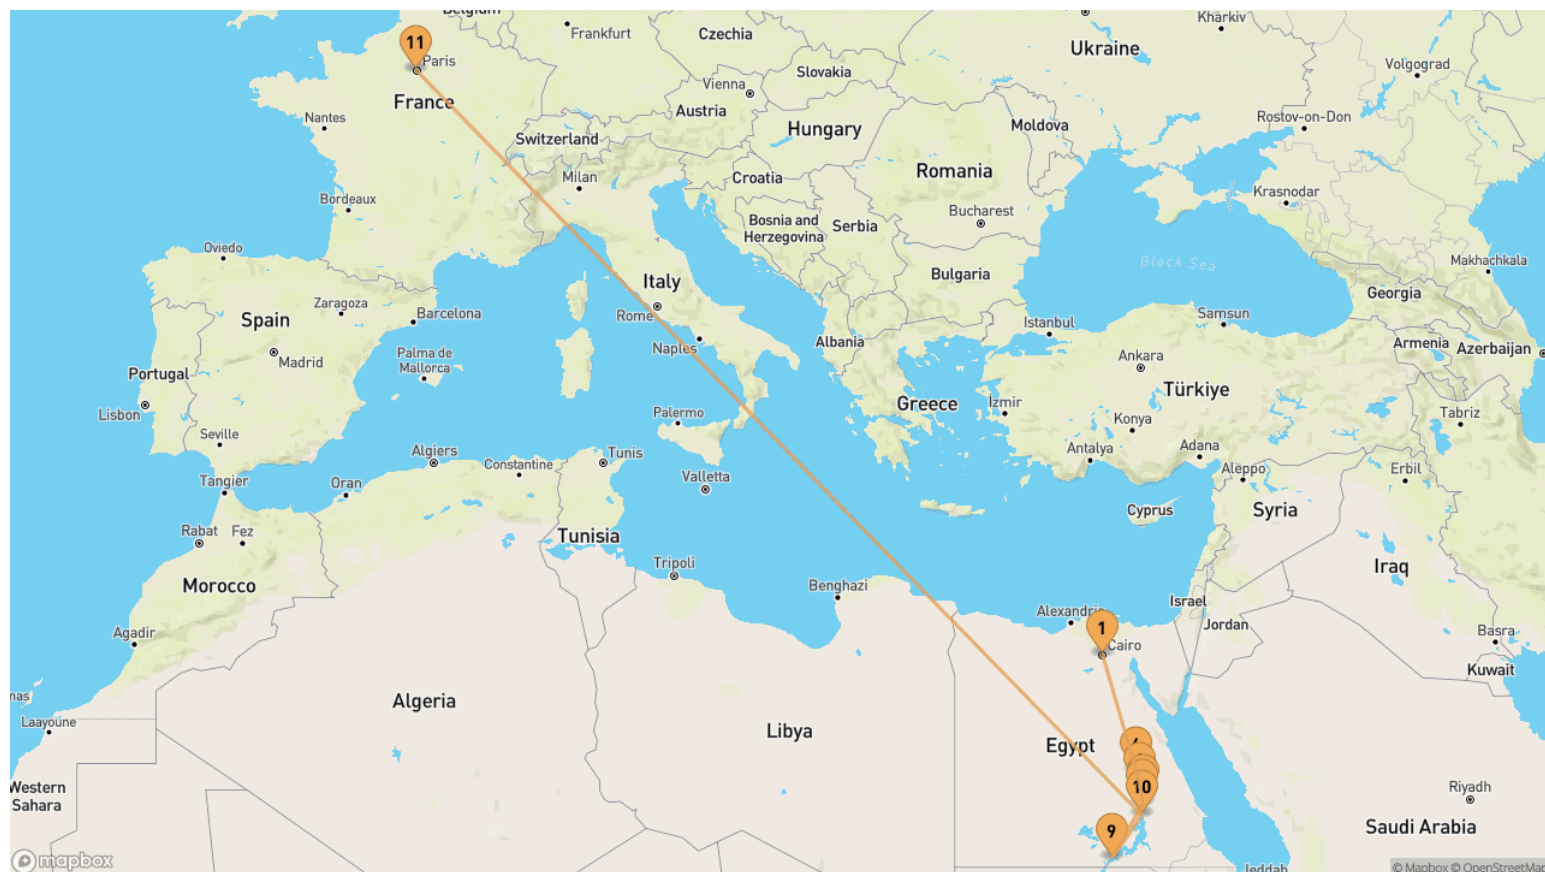 Belgium
Kharkiv
Frankfurt
Czechia
Ukraine
11
Paris
Slovakia
Volgograd
Vienna
France
Austria
Nantes
Hungary
Moldova
Rostov-on-Don
Switzerland
Milan
Croatia
Romania
Krasnodar
Bordeaux
Bucharest
Bosnia and
Herzegovina
Serbia
Oviedo
Black Sea
Makhachkala
Bulgaria
Italy
Georgia
Zaragoza
Barcelona
Rome
Spain
Istanbul
Samsun
Albania
Armenia
Azerbaijan
Naples
Palma de
Mallorca
Madrid
Ankara
Portugal
Türkiye
Greece
İzmir
Lisbon
Palermo
Konya
Tabriz
Seville
Algiers
Tunis
Antalya
Adana
Constantine
Aleppo
Erbil
Tangier
Oran
Valletta
Cyprus
Syria
Rabat
Fez
Tunisia
Tripoli
Iraq
Morocco
Benghazi
Israel
Alexandria
1
Jordan
Agadir
Cairo
Basra
Kuwait
mas
Algeria
Laayoune
Libya
Egypt
4
Western
Sahara
10
Riyadh
9
Saudi Arabia
mapbox
Jeddah
© Mapbox © OpenStreetMap